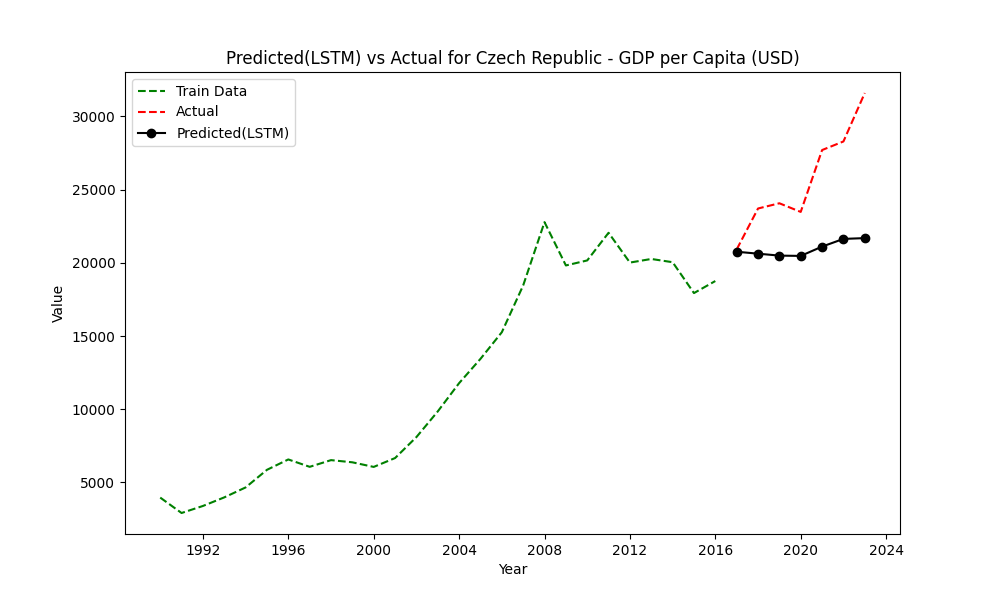 Predicted(LSTM) vs Actual for Czech Republic - GDP per Capita (USD)
Train Data
Actual
Predicted(LSTM)
30000
25000
20000
15000
10000
5000
Value
1992 1996 2000 2004 2008 2012 2016 2020 2024
Year